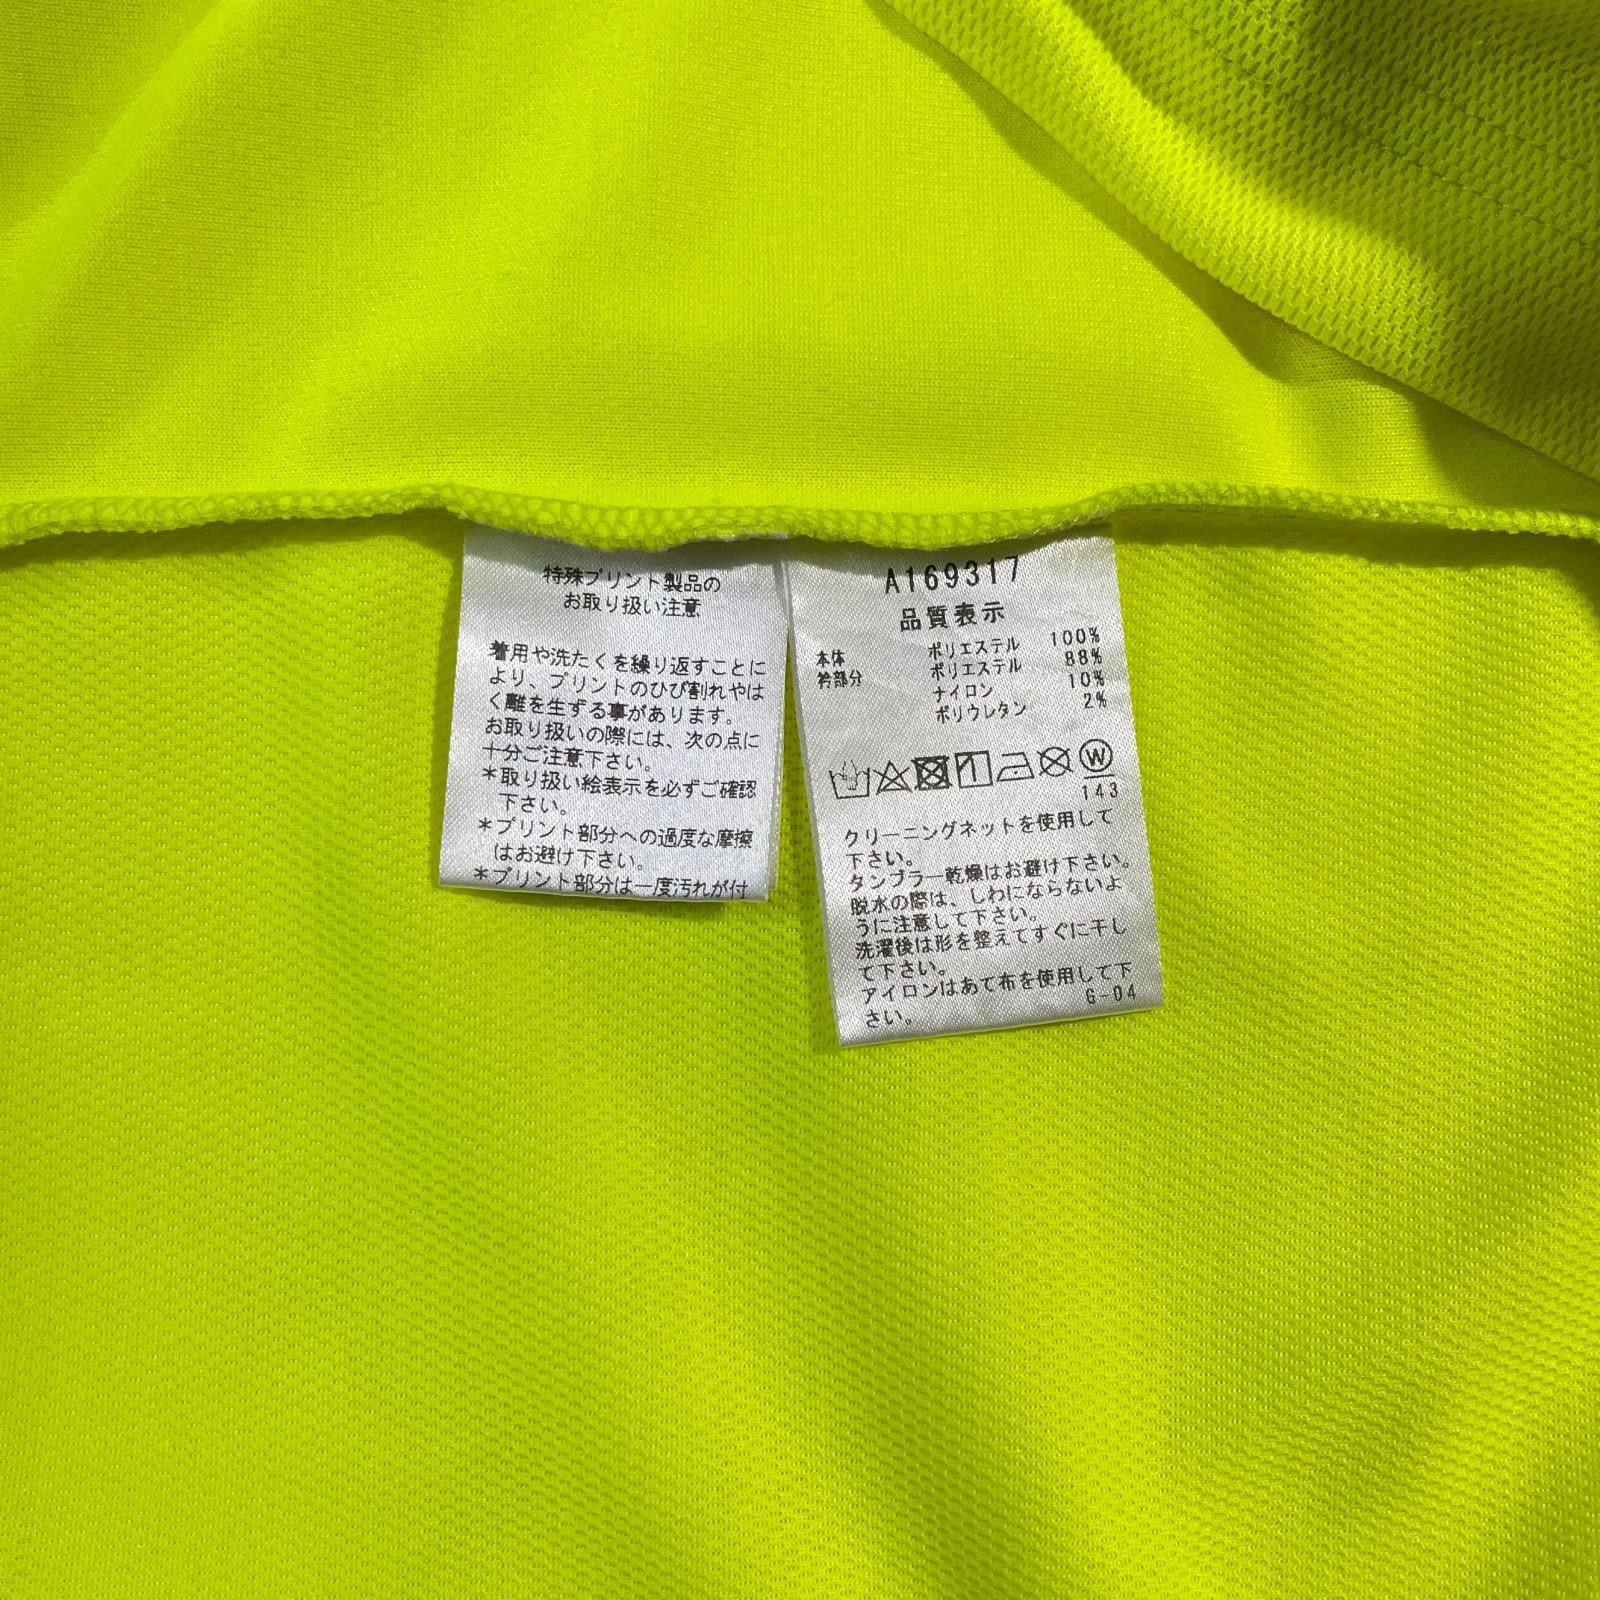 特殊プリント製品の
お取り扱い注意
着用や洗たくを繰り返すことに
より、プリントのひび割れやは
く離を生ずる事があります。
お取り扱いの際には、次の点に
十分ご注意下さい。
*取り扱い絵表示を必ずご確認
下さい。
*プリント部分への過度な摩擦
はお避け下さい。
*プリント部分は一度汚れが付
A169317
品質表示
本体 ポリエステル 100%
衿部分 ポリエステル 88%
ナイロン 10%
ポリウレタン 2%
W
143
クリーニングネットを使用して
下さい。
タンブラー乾燥はお避け下さい。
脱水の際は、しわにならないよ
うに注意して下さい。
洗濯後は形を整えてすぐに干し
て下さい。
アイロンはあて布を使用して下
さい。
G-04